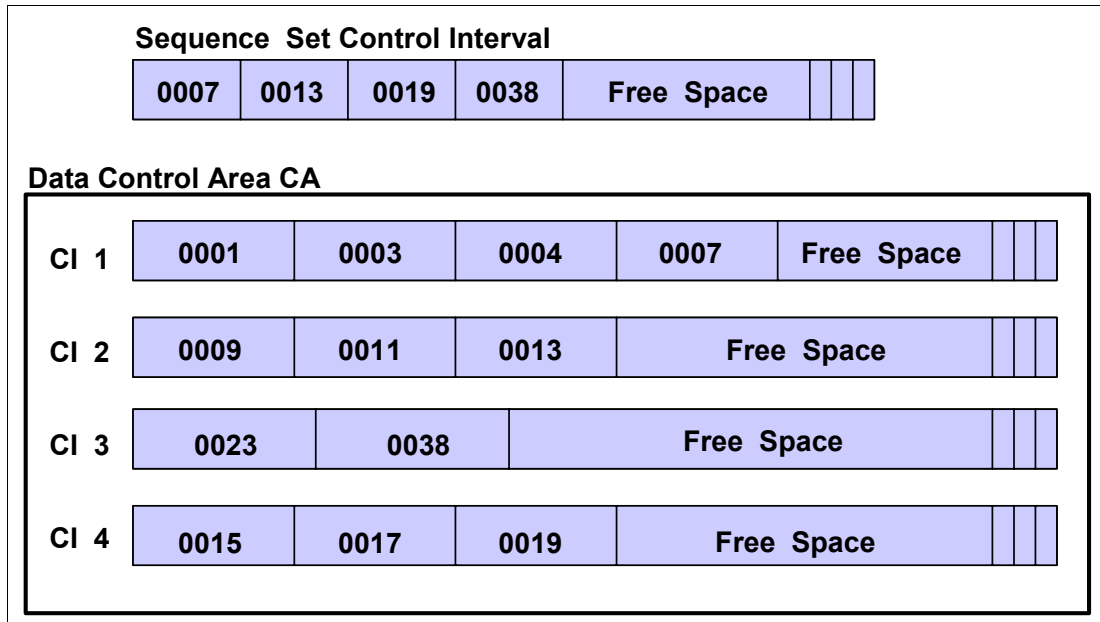 Sequence Set Control Interval
0007 0013 0019 0038 Free Space
Data Control Area CA
CI 1 0001 0003 0004 0007 Free Space
CI 2 0009 0011 0013 Free Space
CI 3 0023 0038 Free Space
CI 4 0015 0017 0019 Free Space